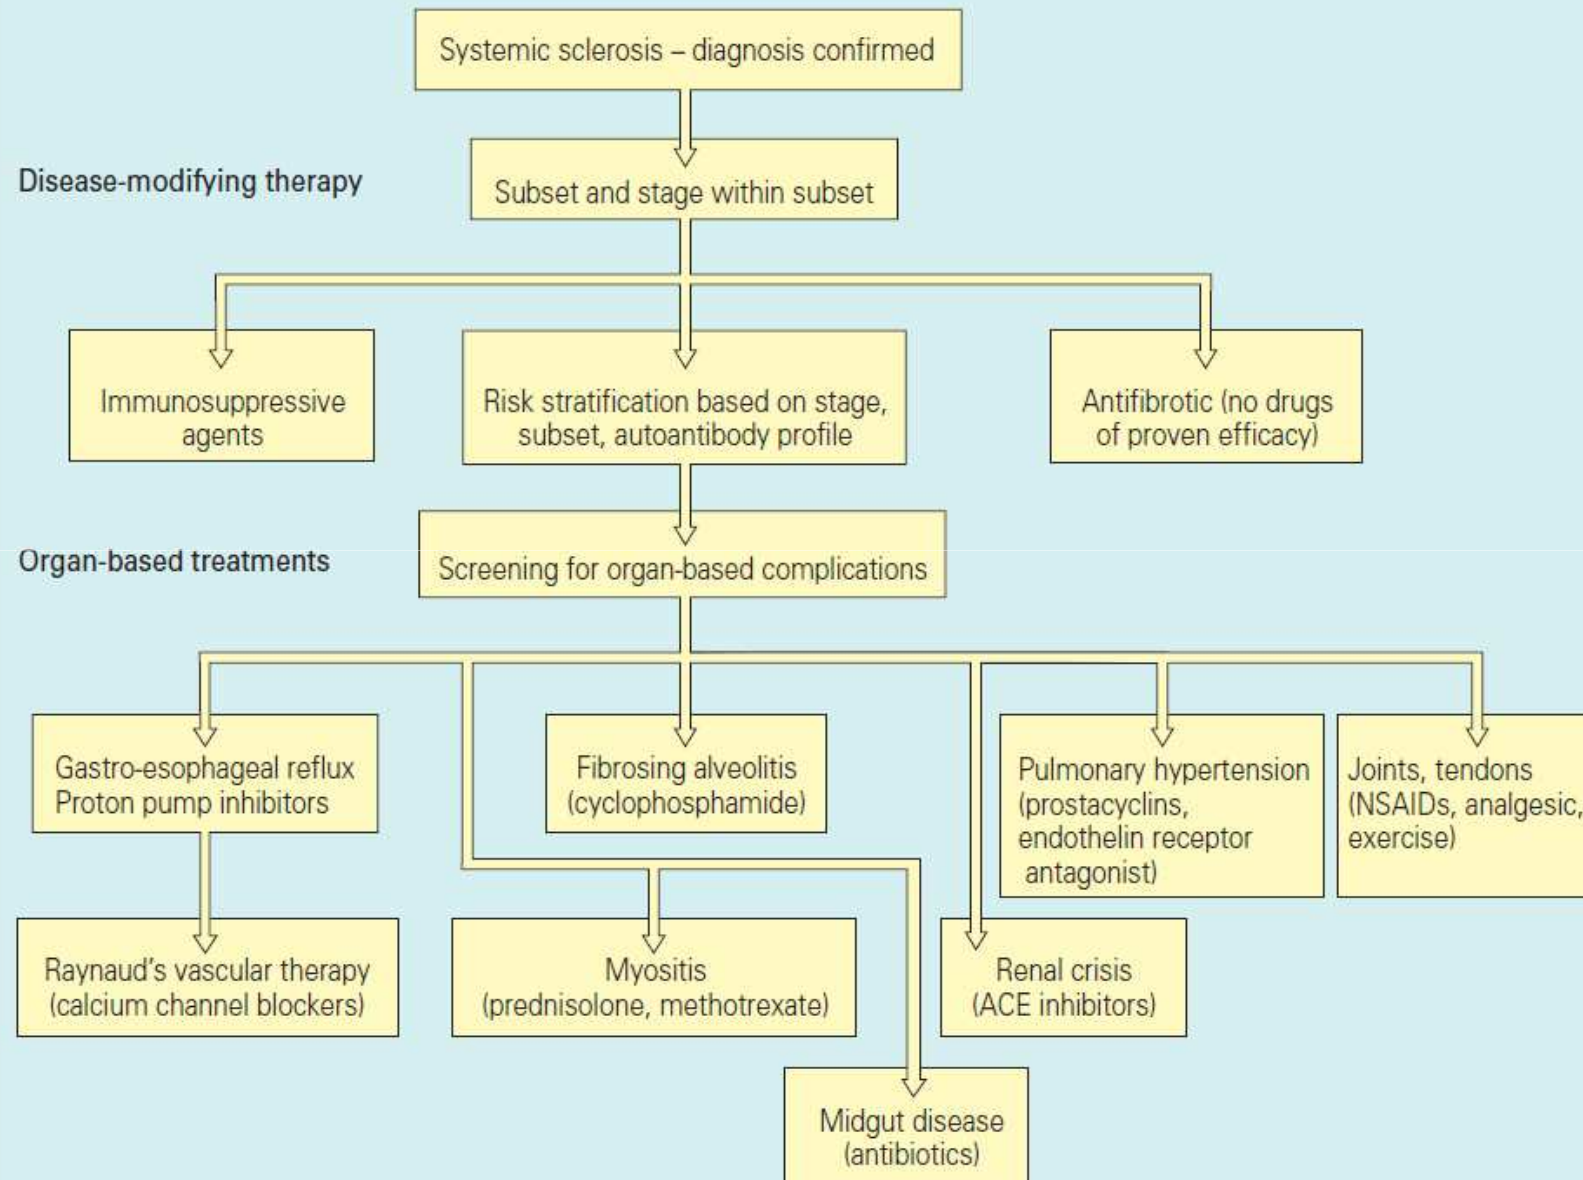 Systemic sclerosis – diagnosis confirmed
Disease-modifying therapy
Subset and stage within subset
Immunosuppressive
agents
Risk stratification based on stage,
subset, autoantibody profile
Antifibrotic (no drugs
of proven efficacy)
Organ-based treatments
Screening for organ-based complications
Gastro-esophageal reflux
Proton pump inhibitors
Fibrosing alveolitis
(cyclophosphamide)
Pulmonary hypertension
(prostacyclins,
endothelin receptor
antagonist)
Joints, tendons
(NSAIDs, analgesic,
exercise)
Raynaud's vascular therapy
(calcium channel blockers)
Myositis
(prednisolone, methotrexate)
Renal crisis
(ACE inhibitors)
Midgut disease
(antibiotics)